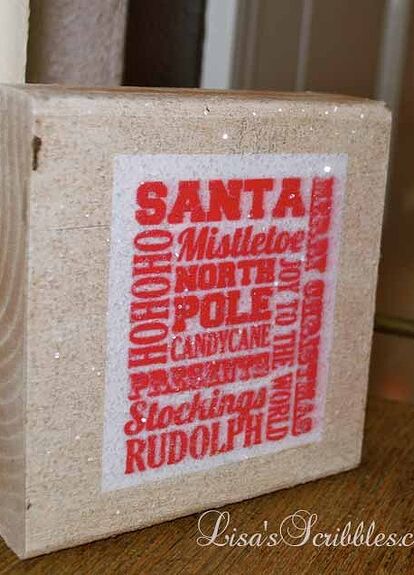 SANTA
HOHOHO
Mistletoe
NORTH
POLE
CANDYCANE
PRESENTS
Stockings
RUDOLPH
JOY TO THE WORLD
MERRY CHRISTMAS
Lisa'sScribbles.c